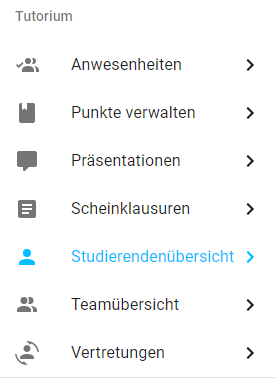 Tutorium
Anwesenheiten
Punkte verwalten
Präsentationen
Scheinklausuren
Studierendenübersicht
Teamübersicht
Vertretungen